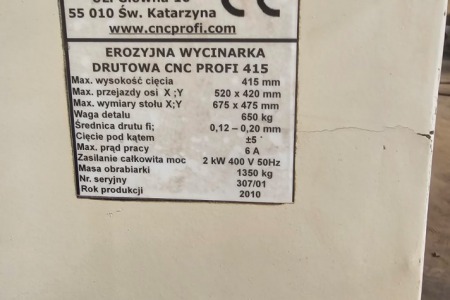 55 010 Św. Katarzyna
www.cncprofi.com
EROZYJNA WYCINARKA
DRUTOWA CNC PROFI 415
Max. wysokość cięcia 415 mm
Max. przejazdy osi X ;Y 520 x 420 mm
Max. wymiary stołu X;Y 675 x 475 mm
Waga detalu 650 kg
Średnica drutu fi; 0,12 – 0,20 mm
Cięcie pod kątem ±5 °
Max. prąd pracy 6 A
Zasilanie całkowita moc 2 kW 400 V 50Hz
Masa obrabiarki 1350 kg
Nr. seryjny 307/01
Rok produkcji 2010